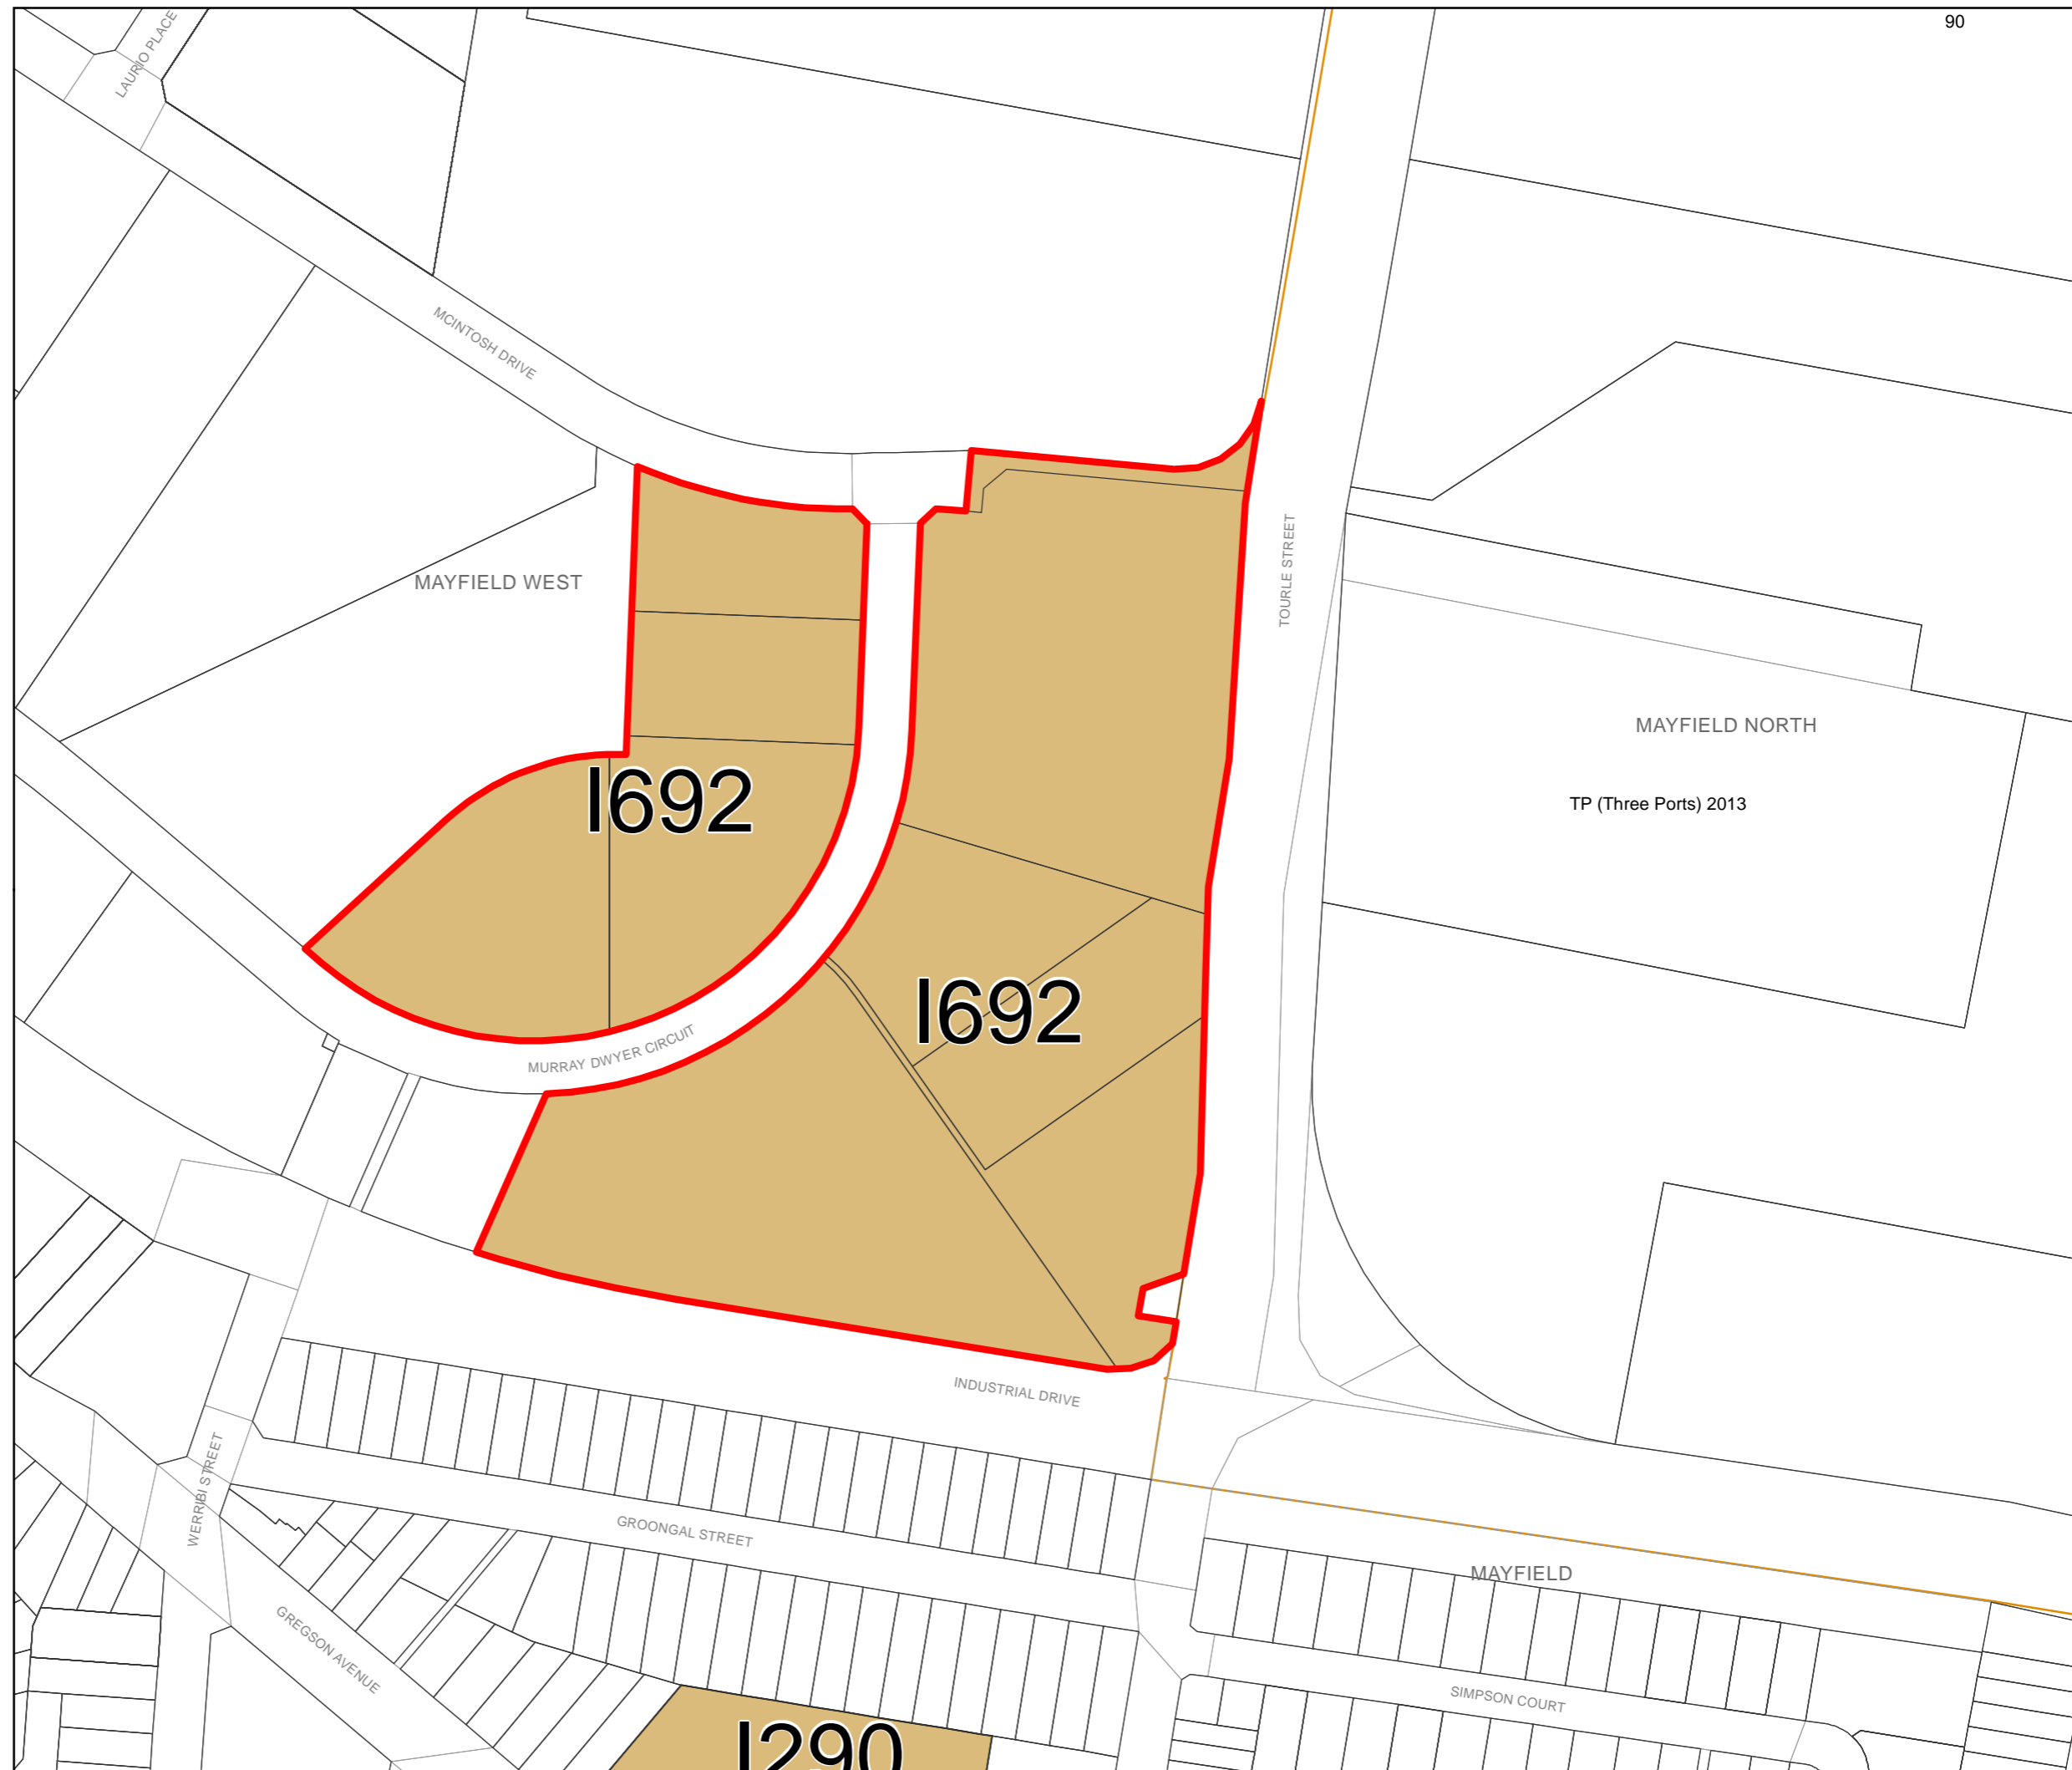 90
LAURIO PLACE
MCINTOSH DRIVE
TOURLE STREET
MAYFIELD WEST
MAYFIELD NORTH
I692
TP (Three Ports) 2013
I692
MURRAY DWYER CIRCUIT
INDUSTRIAL DRIVE
WERRIBI STREET
GROONGAL STREET
MAYFIELD
GREGSON AVENUE
SIMPSON COURT
I290